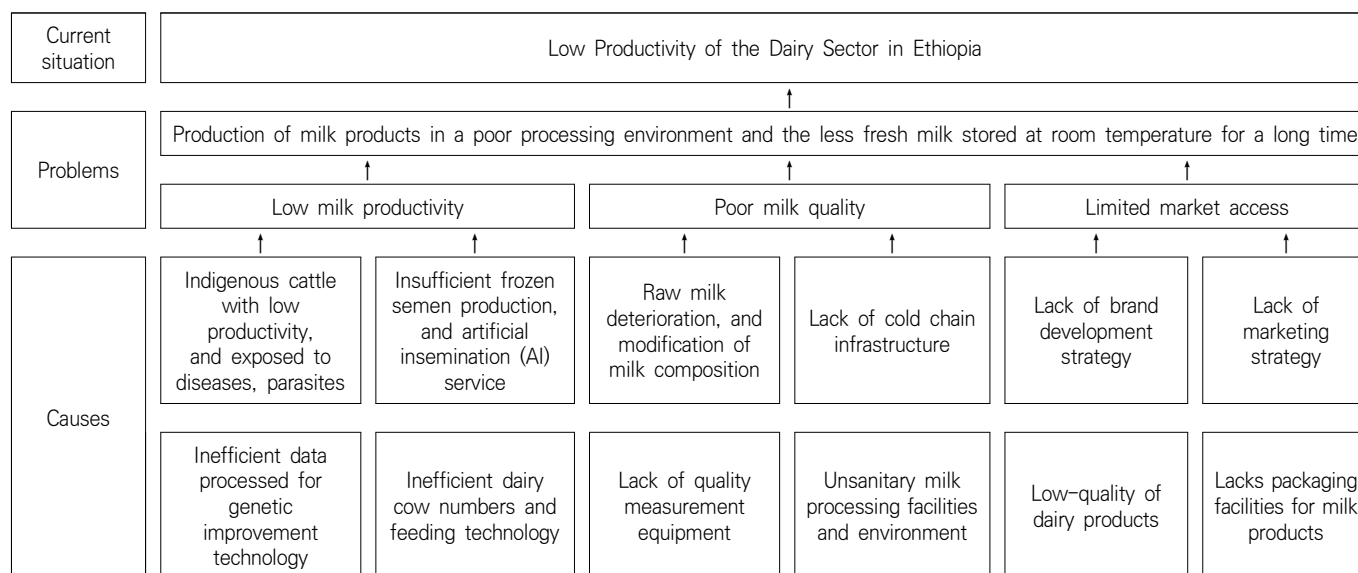 Current
situation
Low Productivity of the Dairy Sector in Ethiopia
Problems
Production of milk products in a poor processing environment and the less fresh milk stored at room temperature for a long time
Low milk productivity
Poor milk quality
Limited market access
Causes
Indigenous cattle
with low
productivity,
and exposed to
diseases, parasites
Insufficient frozen
semen production,
and artificial
insemination (AI)
service
Raw milk
deterioration, and
modification of
milk composition
Lack of cold chain
infrastructure
Lack of brand
development
strategy
Lack of
marketing
strategy
Inefficient data
processed for
genetic
improvement
technology
Inefficient dairy
cow numbers and
feeding technology
Lack of quality
measurement
equipment
Unsanitary milk
processing facilities
and environment
Low-quality of
dairy products
Lacks packaging
facilities for milk
products